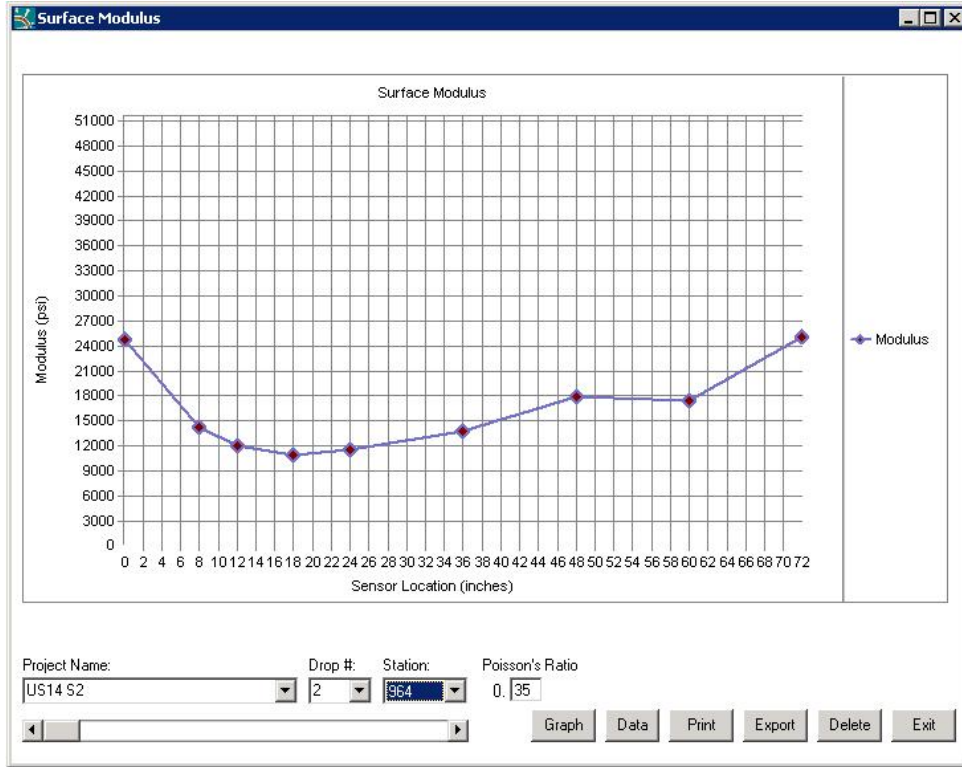 Surface Modulus
Surface Modulus
51000
48000
45000
42000
39000
36000
33000
30000
27000
24000
21000
18000
15000
12000
9000
6000
3000
0
Modulus (psi)
0 2 4 6 8 10 12 14 16 18 20 22 24 26 28 30 32 34 36 38 40 42 44 46 48 50 52 54 56 58 60 62 64 66 68 70 72
Sensor Location (inches)
Modulus
Project Name: Drop #: Station: Poisson's Ratio
US14 S2 2 964 0. 35
Graph Data Print Export Delete Exit